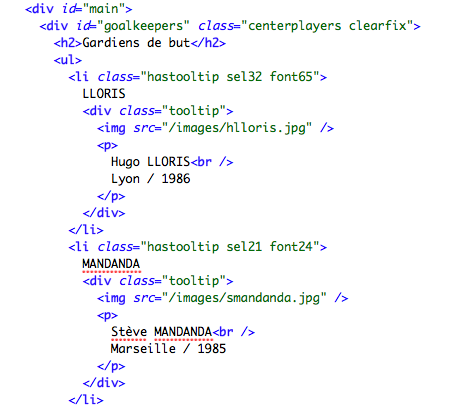 <div id="main">
<div id="goalkeepers" class="centerplayers clearfix">
<h2>Gardiens de but</h2>
<ul>
<li class="hastooltip sel32 font65">
LLORIS
<div class="tooltip">
<img src="/images/hlloris.jpg" />
<p>
Hugo LLORIS<br />
Lyon / 1986
</p>
</div>
</li>
<li class="hastooltip sel21 font24">
MANDANDA
<div class="tooltip">
<img src="/images/smandanda.jpg" />
<p>
Stève MANDANDA<br />
Marseille / 1985
</p>
</div>
</li>